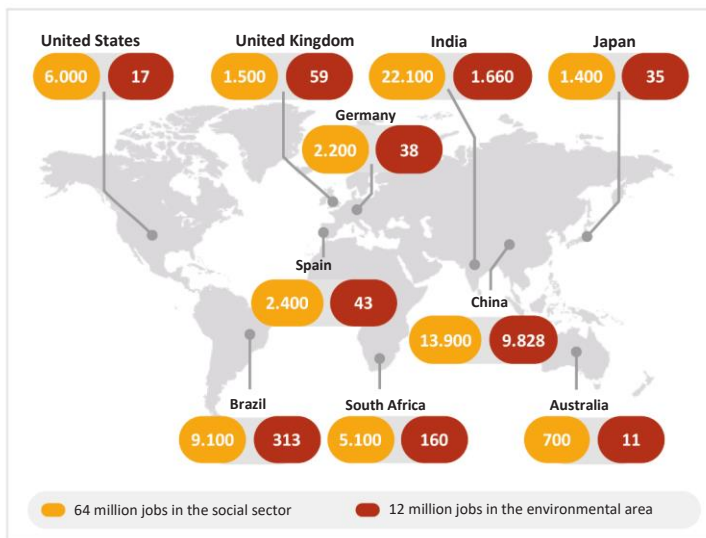 United States
6.000 17
United Kingdom
1.500 59
India
22.100 1.660
Japan
1.400 35
Germany
2.200 38
Spain
2.400 43
China
13.900 9.828
Brazil
9.100 313
South Africa
5.100 160
Australia
700 11
64 million jobs in the social sector
12 million jobs in the environmental area